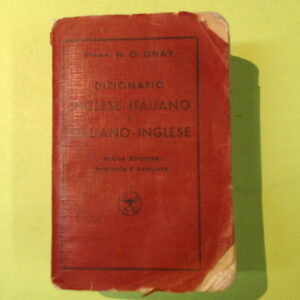 PROF. R. O. GRAY
DIZIONARIO
INGLESE-ITALIANO
E
ITALIANO-INGLESE
NUOVA EDIZIONE
RIVEDUTA E AMPLIATA